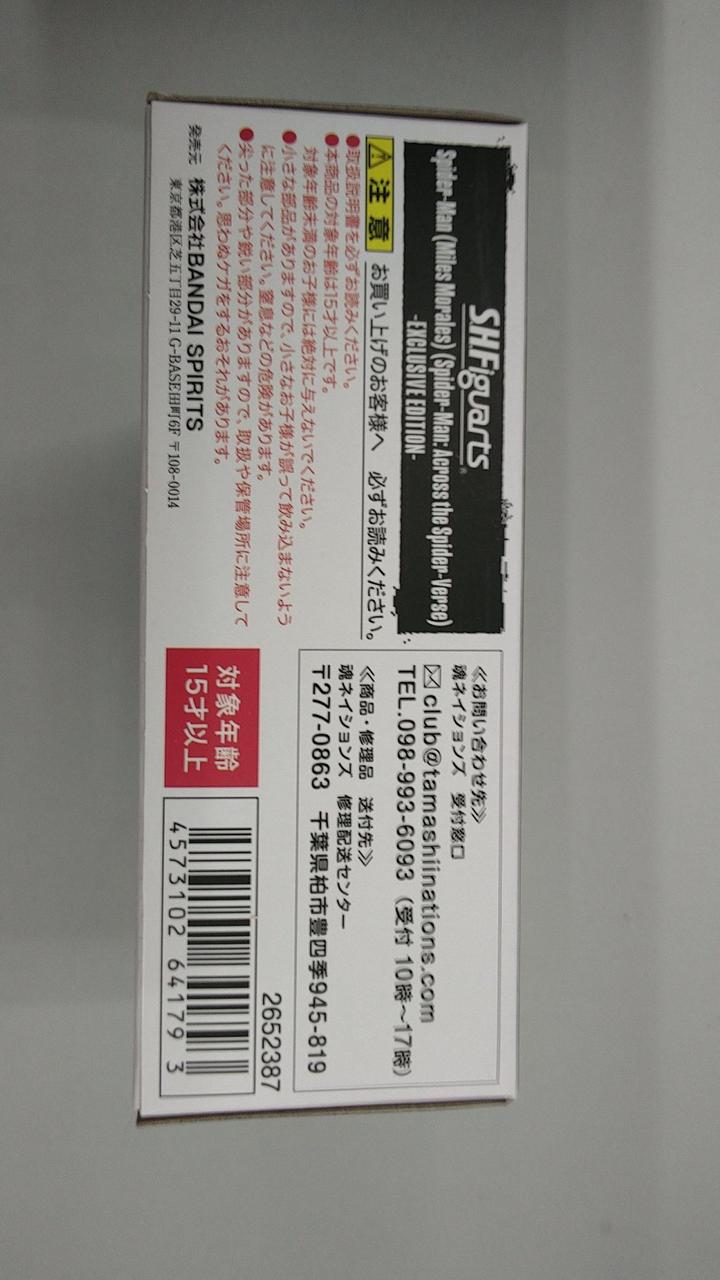 S.H.Figuarts®
Spider-Man (Miles Morales) (Spider-Man: Across the Spider-Verse)
-EXCLUSIVE EDITION-
注意 お買い上げのお客様へ 必ずお読みください。
●取扱説明書を必ずお読みください。
●本商品の対象年齢は15才以上です。
対象年齢未満のお子様には絶対に与えないでください。
●小さな部品がありますので、小さなお子様が誤って飲み込まないよう
に注意してください。窒息などの危険があります。
●尖った部分や鋭い部分がありますので、取扱や保管場所に注意して
ください。思わぬケガをするおそれがあります。
発売元 株式会社BANDAI SPIRITS
東京都港区芝五丁目29-11 G-BASE田町6F 〒108-0014
≪お問い合わせ先≫
魂ネイションズ 受付窓口
club@tamashiinations.com
TEL.098-993-6093 (受付 10時~17時)
≪商品・修理品 送付先≫
魂ネイションズ 修理配送センター
〒277-0863 千葉県柏市豊四季945-819
対象年齢
15才以上
2652387
4573102 641793